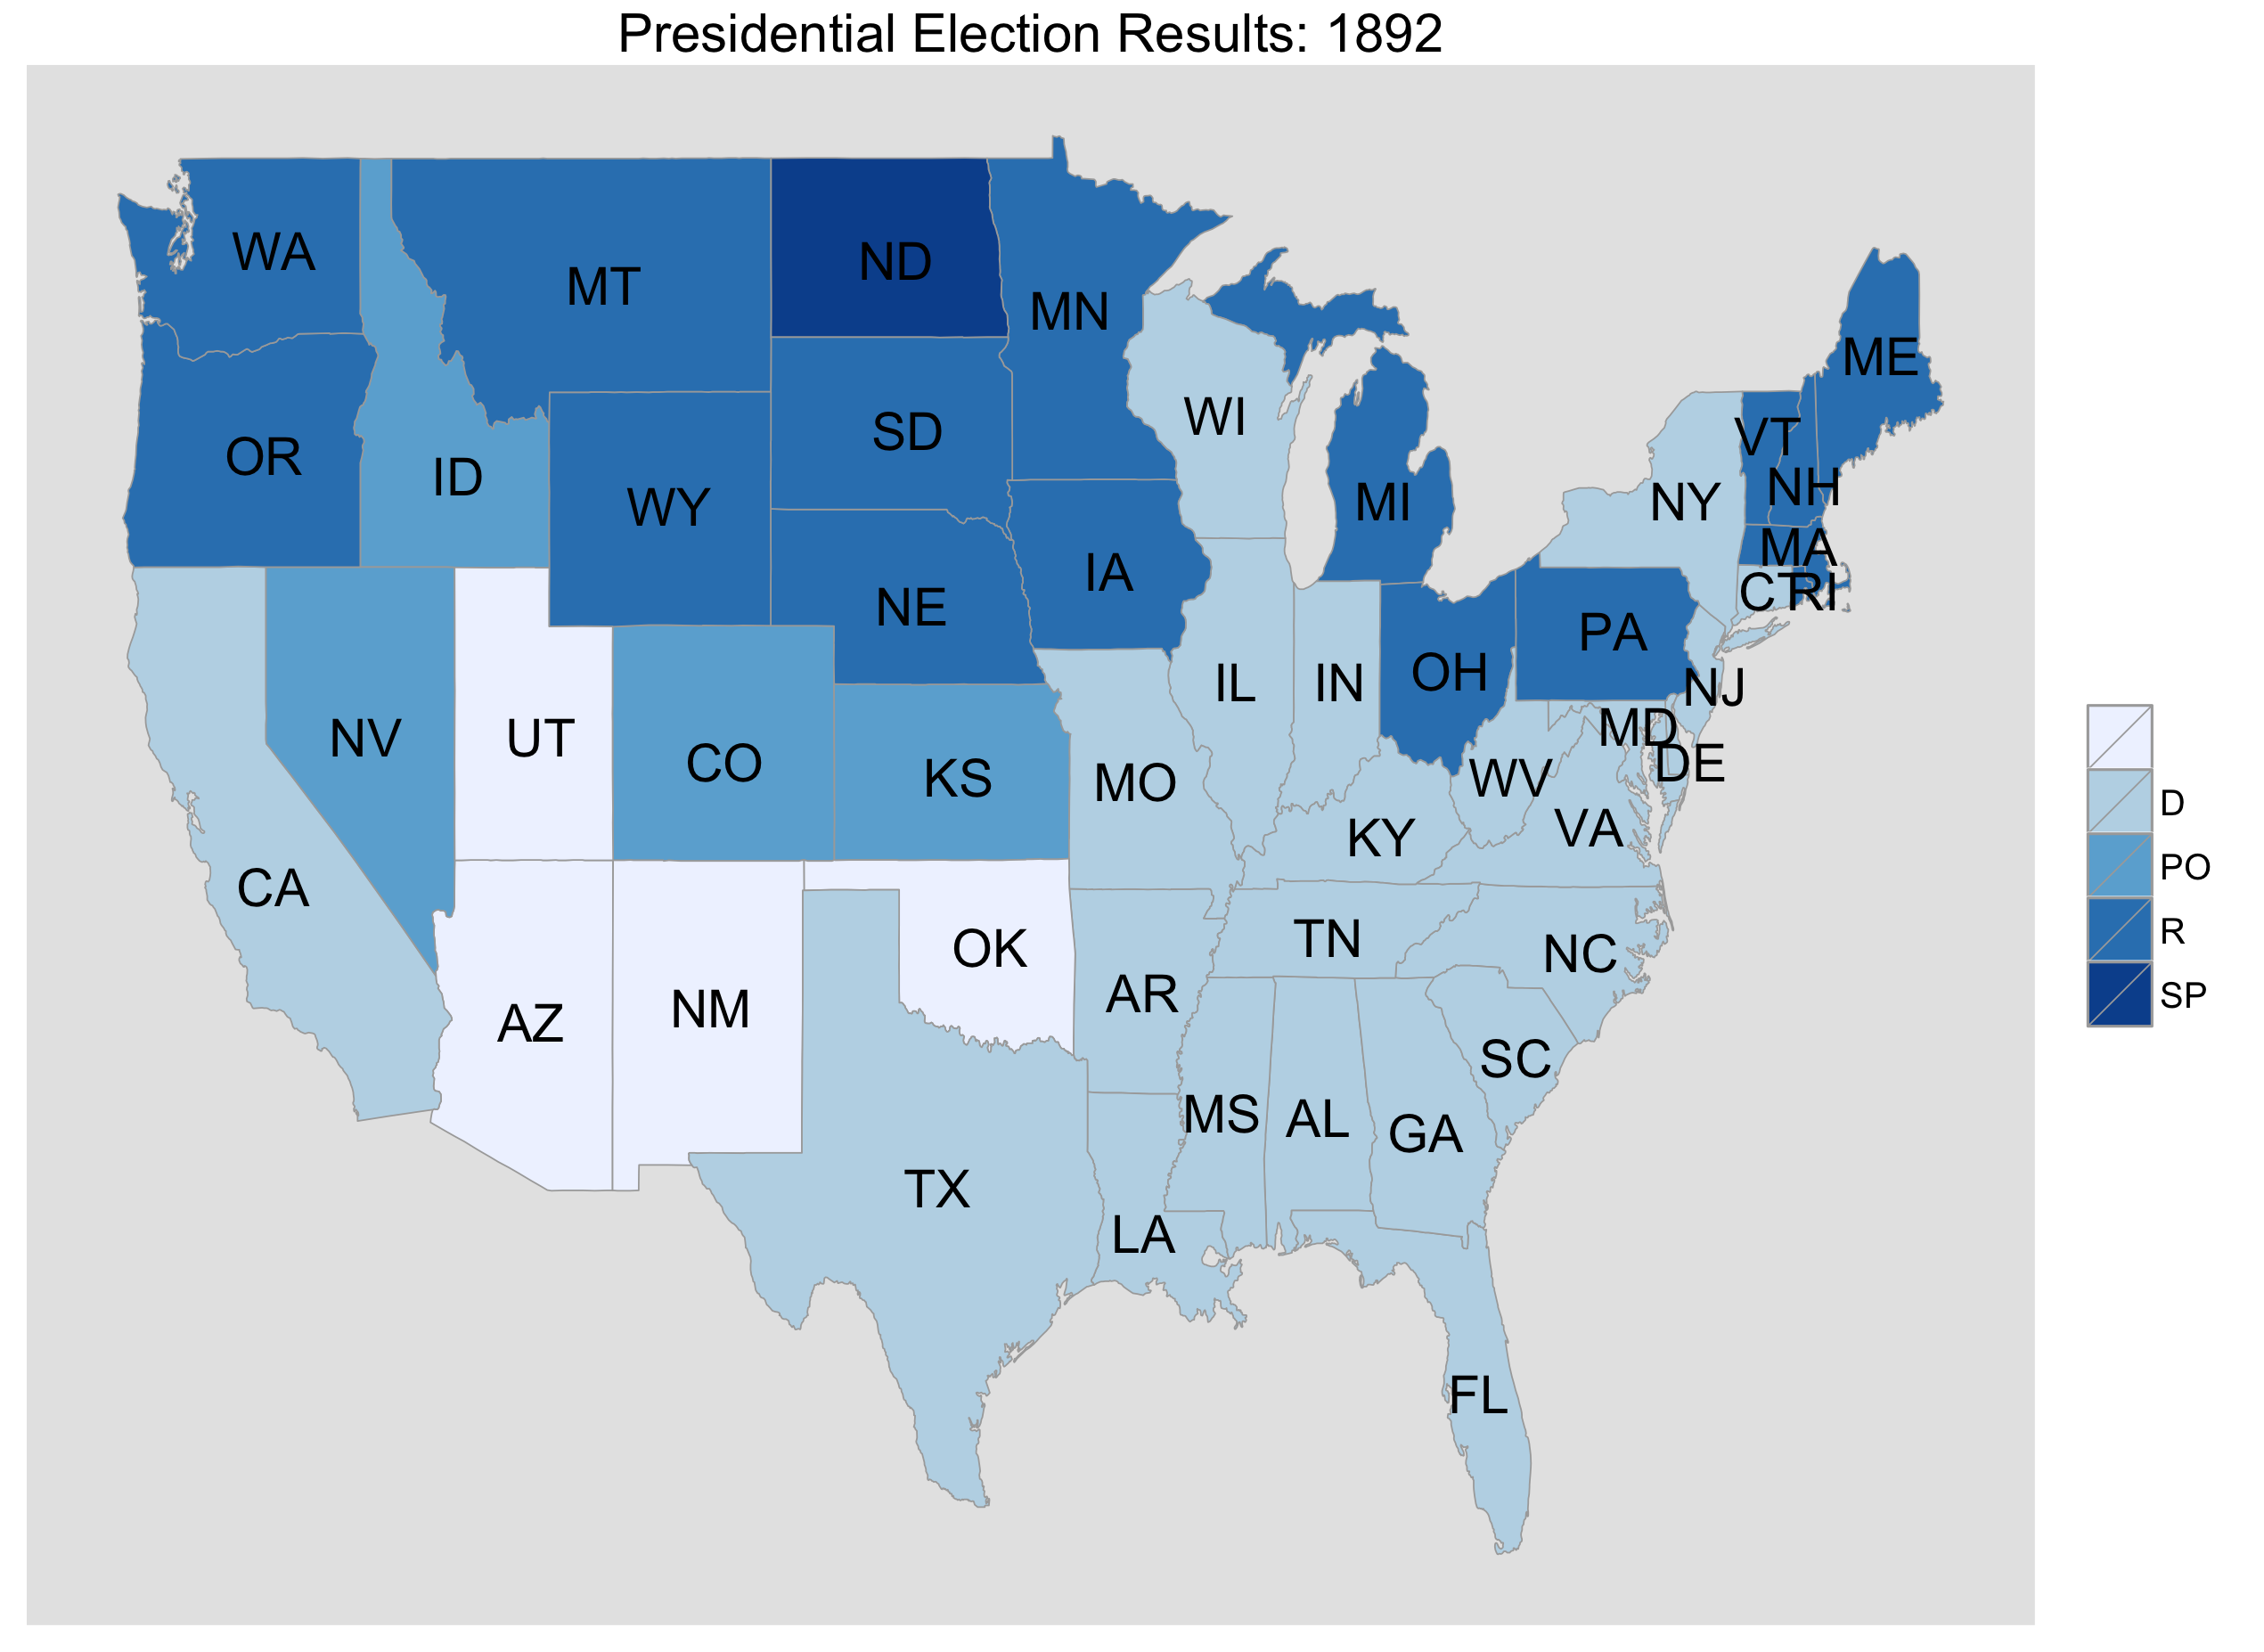 Presidential Election Results: 1892
WA
MT
ND
MN
ME
OR
ID
WY
SD
WI
MI
NY
VT
NH
MA
CT
RI
NE
IA
PA
NJ
NV
UT
CO
KS
MO
IL
IN
OH
MD
DE
WV
VA
KY
CA
AZ
NM
OK
AR
TN
NC
SC
TX
LA
MS
AL
GA
FL
D
PO
R
SP